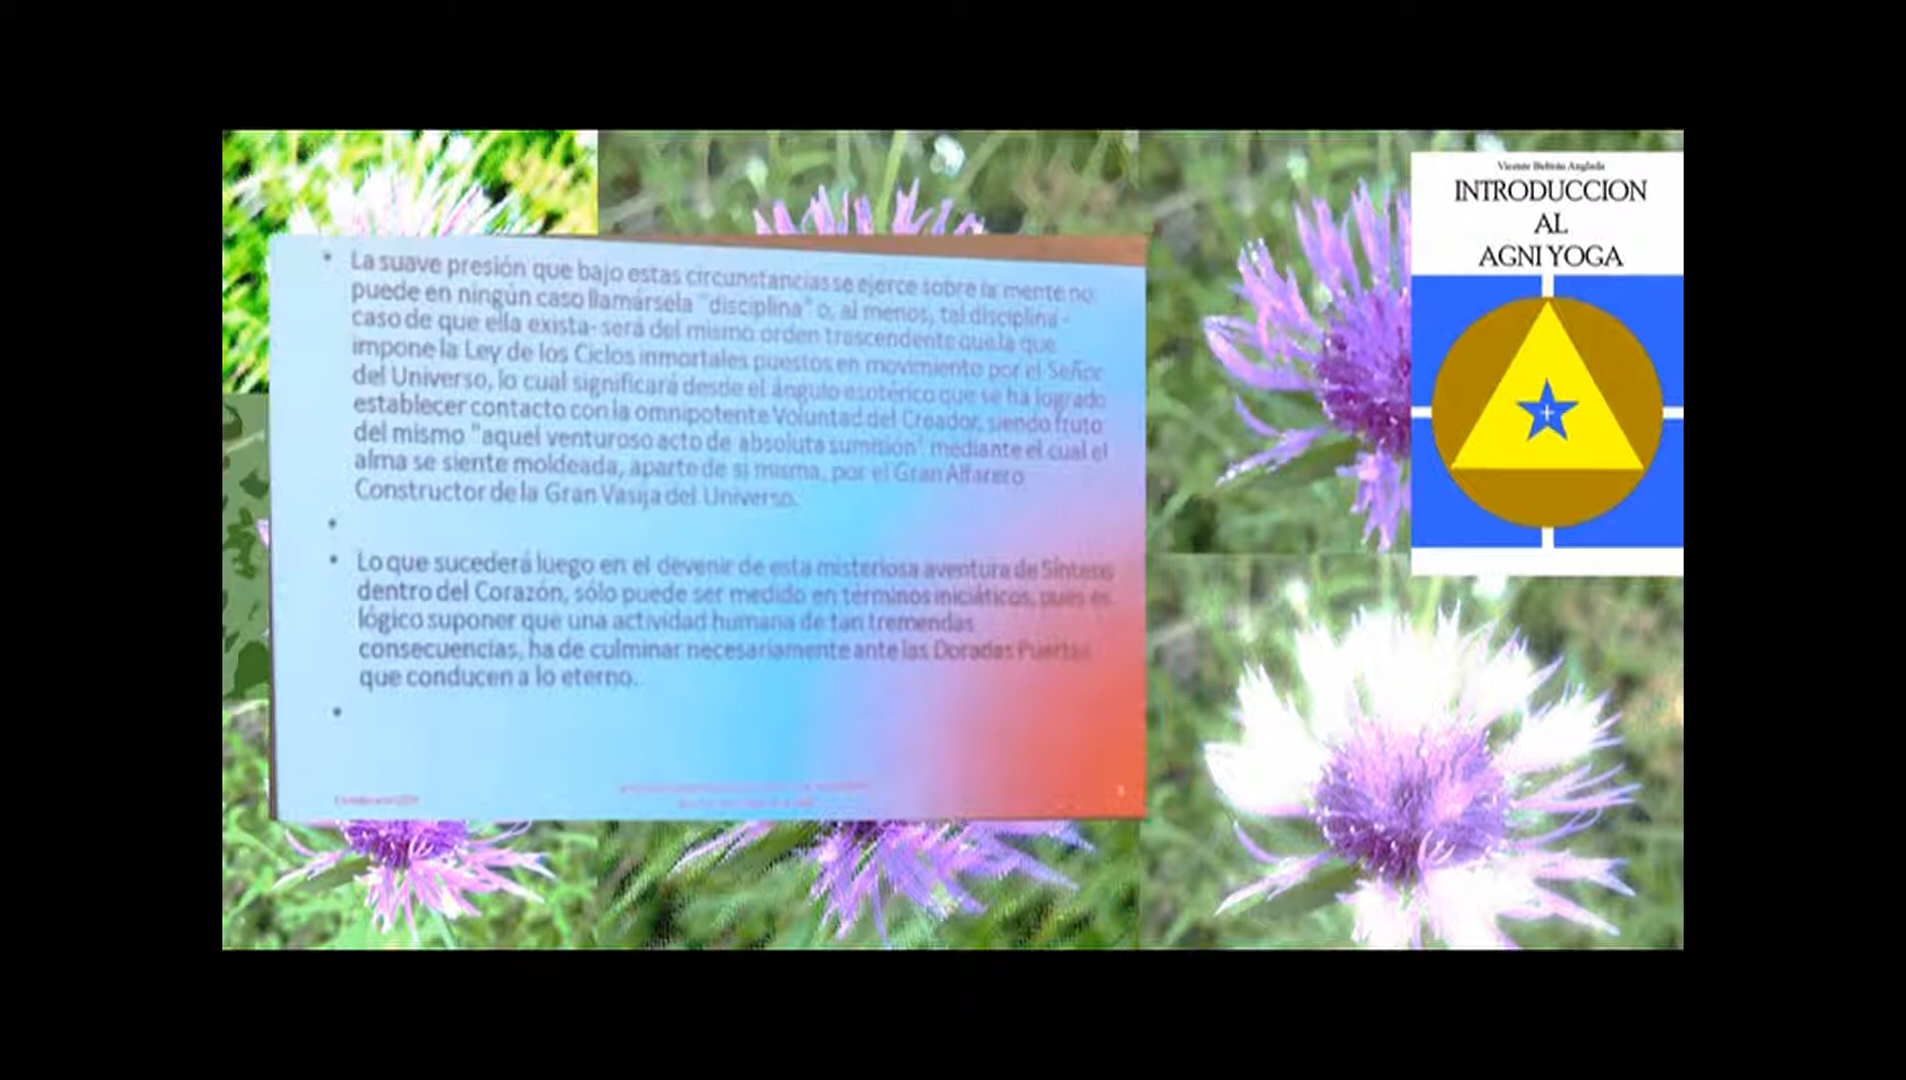 • La suave presión que bajo estas circunstancias se ejerce sobre la mente no
puede en ningún caso llamársela "disciplina" o, al menos, tal disciplina -
caso de que ella exista- será del mismo orden trascendente que la que
impone la Ley de los Ciclos inmortales puestos en movimiento por el Señor
del Universo, lo cual significará desde el ángulo esotérico que se ha logrado
establecer contacto con la omnipotente Voluntad del Creador, siendo fruto
del mismo "aquel venturoso acto de absoluta sumisión" mediante el cual el
alma se siente moldeada, aparte de si misma, por el Gran Alfarero
Constructor de la Gran Vasija del Universo.
•
• Lo que sucederá luego en el devenir de esta misteriosa aventura de Síntesis
dentro del Corazón, sólo puede ser medido en términos iniciáticos, pues es
lógico suponer que una actividad humana de tan tremendas
consecuencias, ha de culminar necesariamente ante las Doradas Puertas
que conducen a lo eterno.
•
Vicente Beltrán Anglada
INTRODUCCION
AL
AGNI YOGA